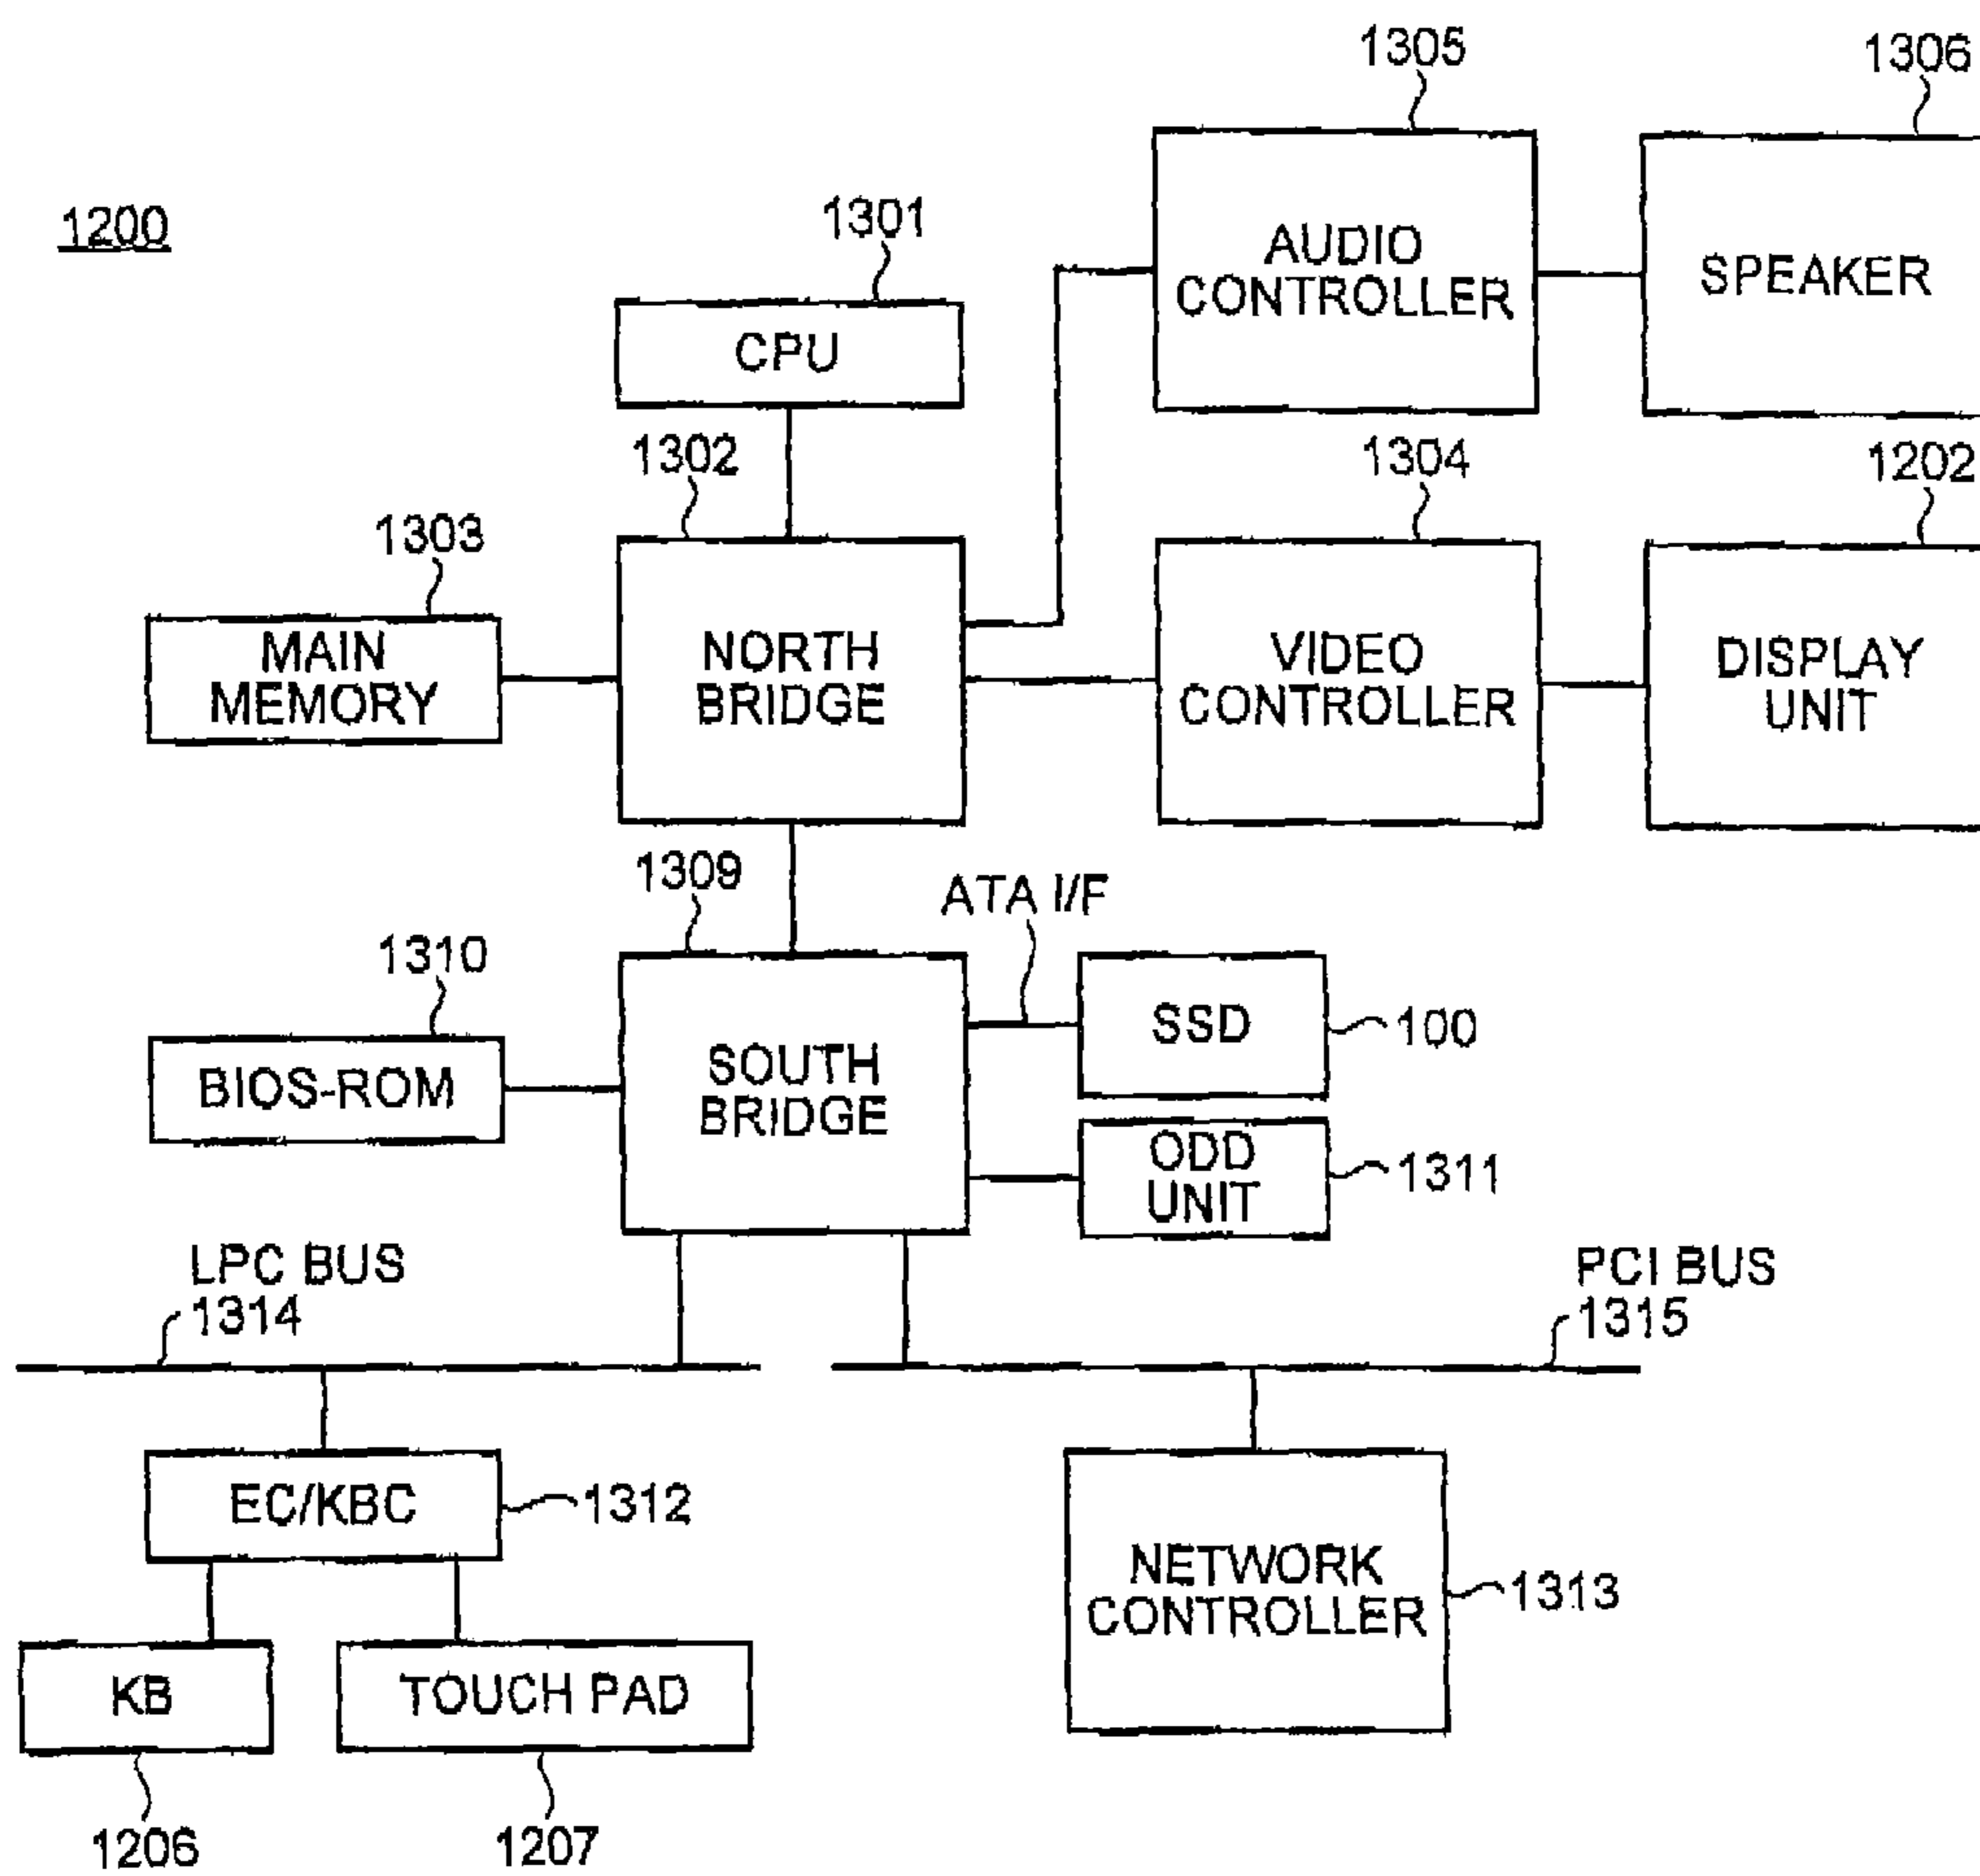 1305
1306
1200
1301
AUDIO
CONTROLLER
SPEAKER
CPU
1302
1304
1202
1303
MAIN
MEMORY
NORTH
BRIDGE
VIDEO
CONTROLLER
DISPLAY
UNIT
1309
ATA I/F
1310
SSD
100
BIOS-ROM
SOUTH
BRIDGE
ODD
UNIT
1311
LPC BUS
1314
PCI BUS
1315
EC/KBC
1312
NETWORK
CONTROLLER
1313
KB
TOUCH PAD
1206
1207